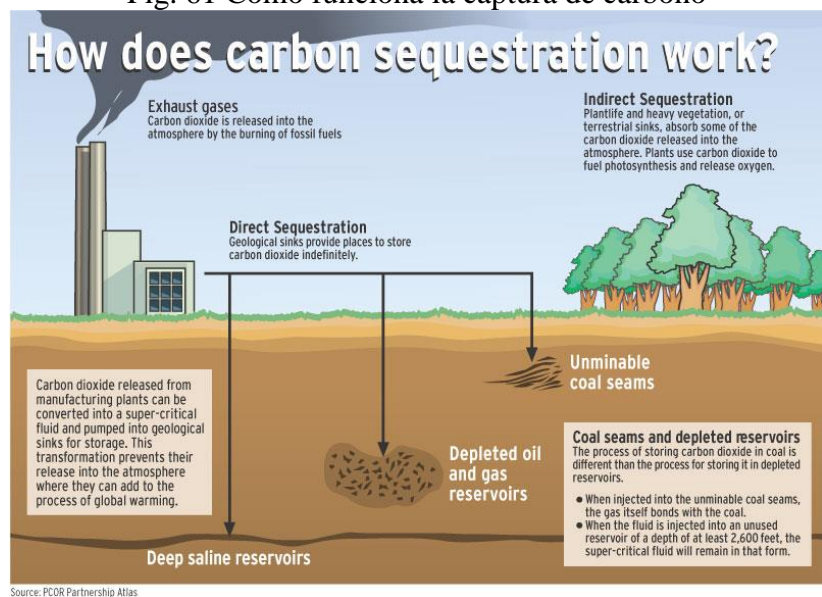 Fig. 61 Como funciona la captura de carbono
How does carbon sequestration work?
Exhaust gases
Carbon dioxide is released into the
atmosphere by the burning of fossil fuels
Indirect Sequestration
Plantlife and heavy vegetation, or
terrestrial sinks, absorb some of the
carbon dioxide released into the
atmosphere. Plants use carbon dioxide to
fuel photosynthesis and release oxygen.
Direct Sequestration
Geological sinks provide places to store
carbon dioxide indefinitely.
Unminable
coal seams
Carbon dioxide released from
manufacturing plants can be
converted into a super-critical
fluid and pumped into geological
sinks for storage. This
transformation prevents their
release into the atmosphere
where they can add to the
process of global warming.
Depleted oil
and gas
reservoirs
Coal seams and depleted reservoirs
The process of storing carbon dioxide in coal is
different than the process for storing it in depleted
reservoirs.
• When injected into the unminable coal seams,
the gas itself bonds with the coal.
• When the fluid is injected into an unused
reservoir of a depth of at least 2,600 feet, the
super-critical fluid will remain in that form.
Deep saline reservoirs
Source: PCOR Partnership Atlas